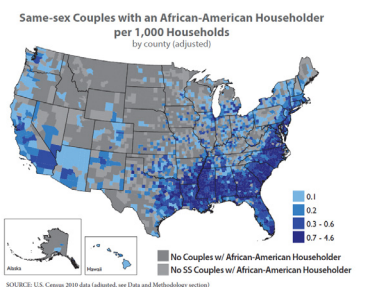 Same-sex Couples with an African-American Householder
per 1,000 Households
by county (adjusted)
0.1
0.2
0.3 - 0.6
0.7 - 4.6
Alaska
Hawaii
No Couples w/ African-American Householder
No SS Couples w/ African-American Householder
SOURCE: U.S. Census 2010 data (adjusted, see Data and Methodology section)